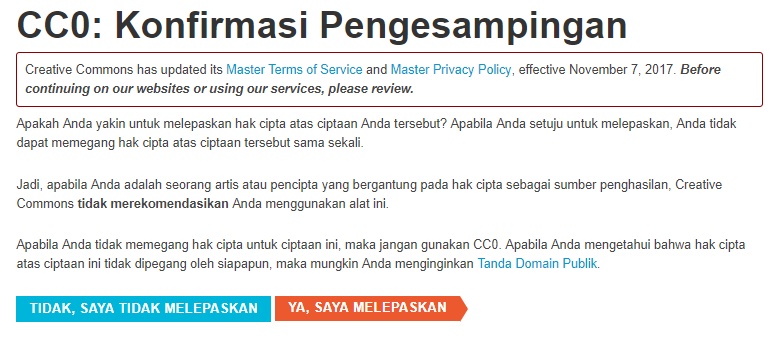 CC0: Konfirmasi Pengesampingan
Creative Commons has updated its Master Terms of Service and Master Privacy Policy, effective November 7, 2017. Before
continuing on our websites or using our services, please review.
Apakah Anda yakin untuk melepaskan hak cipta atas ciptaan Anda tersebut? Apabila Anda setuju untuk melepaskan, Anda tidak
dapat memegang hak cipta atas ciptaan tersebut sama sekali.
Jadi, apabila Anda adalah seorang artis atau pencipta yang bergantung pada hak cipta sebagai sumber penghasilan, Creative
Commons tidak merekomendasikan Anda menggunakan alat ini.
Apabila Anda tidak memegang hak cipta untuk ciptaan ini, maka jangan gunakan CC0. Apabila Anda mengetahui bahwa hak cipta
atas ciptaan ini tidak dipegang oleh siapapun, maka mungkin Anda menginginkan Tanda Domain Publik.
TIDAK, SAYA TIDAK MELEPASKAN YA, SAYA MELEPASKAN